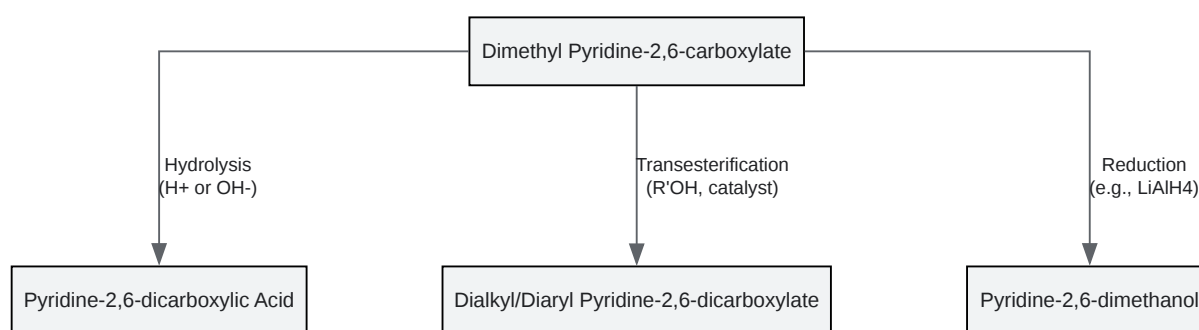 Dimethyl Pyridine-2,6-carboxylate
Hydrolysis
(H+ or OH-)
Transesterification
(R'OH, catalyst)
Reduction
(e.g., LiAlH4)
Pyridine-2,6-dicarboxylic Acid
Dialkyl/Diaryl Pyridine-2,6-dicarboxylate
Pyridine-2,6-dimethanol